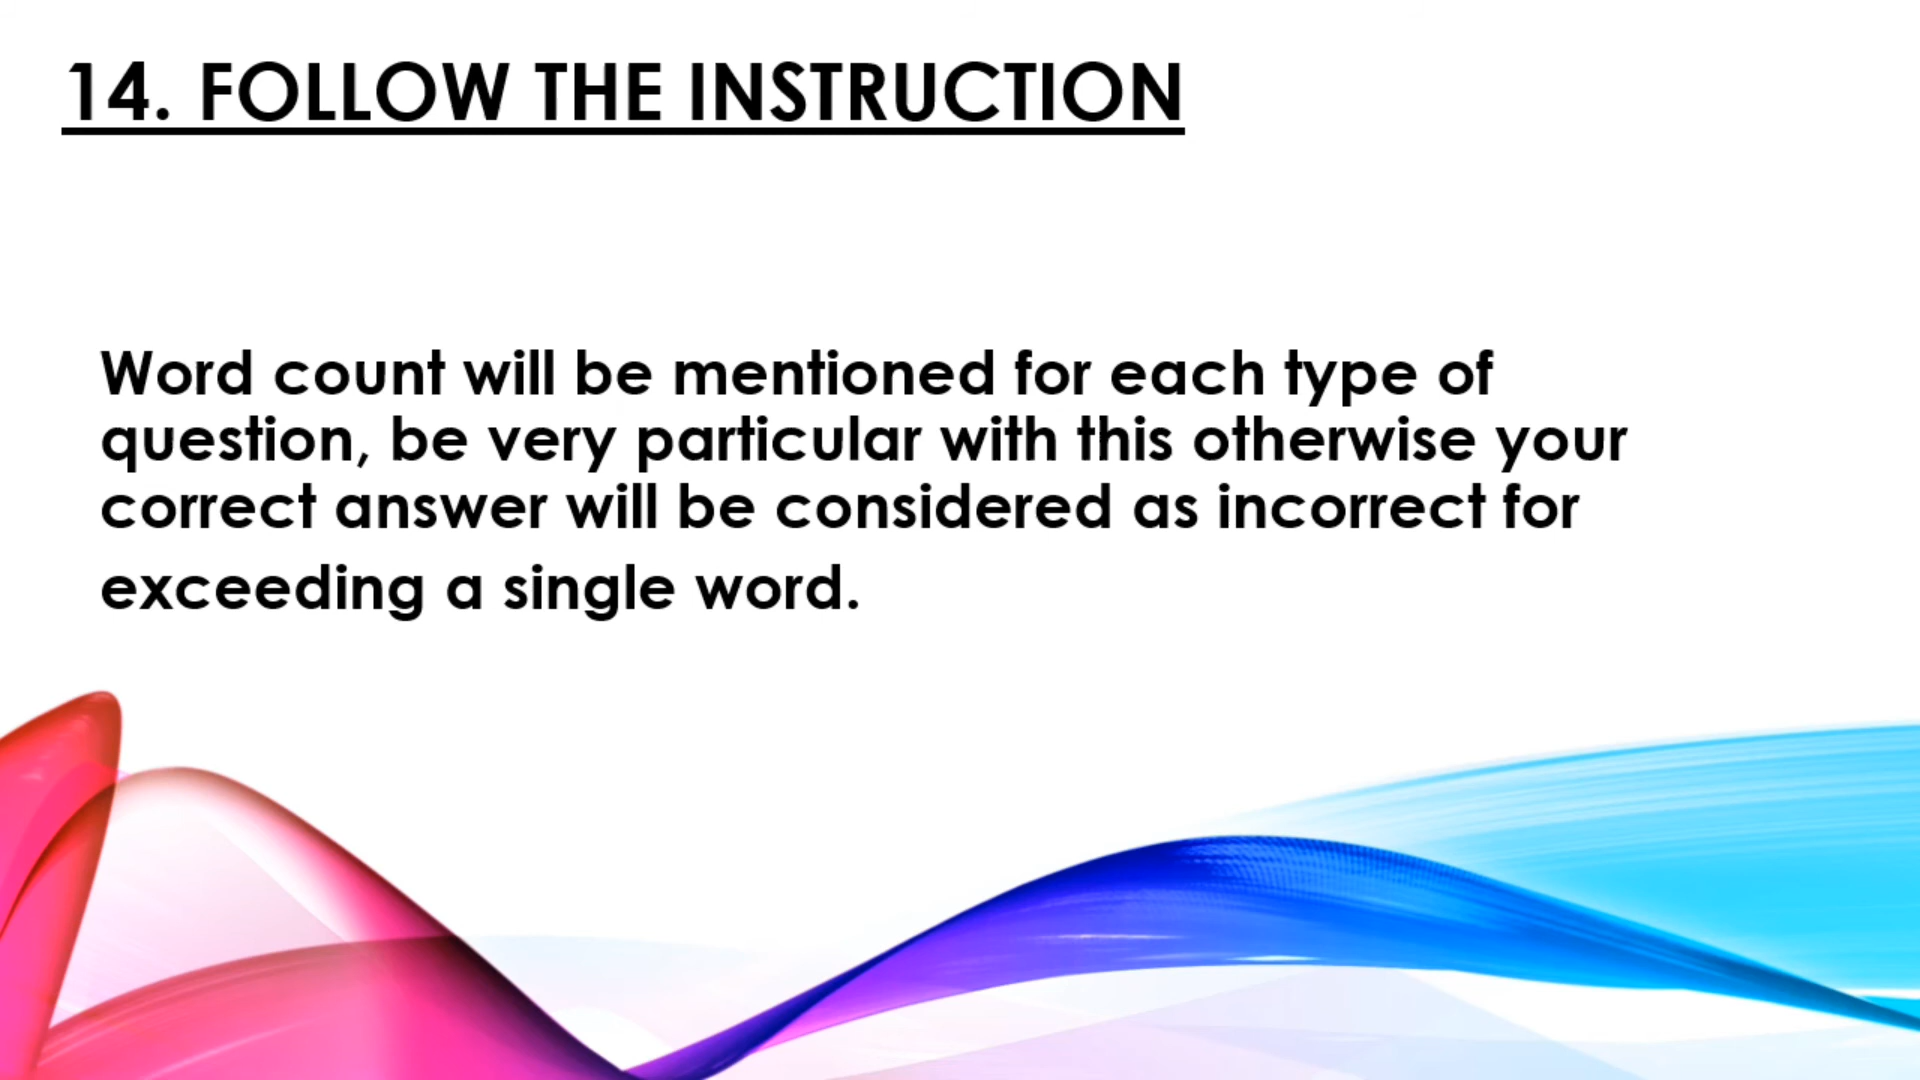 14. FOLLOW THE INSTRUCTION
Word count will be mentioned for each type of
question, be very particular with this otherwise your
correct answer will be considered as incorrect for
exceeding a single word.